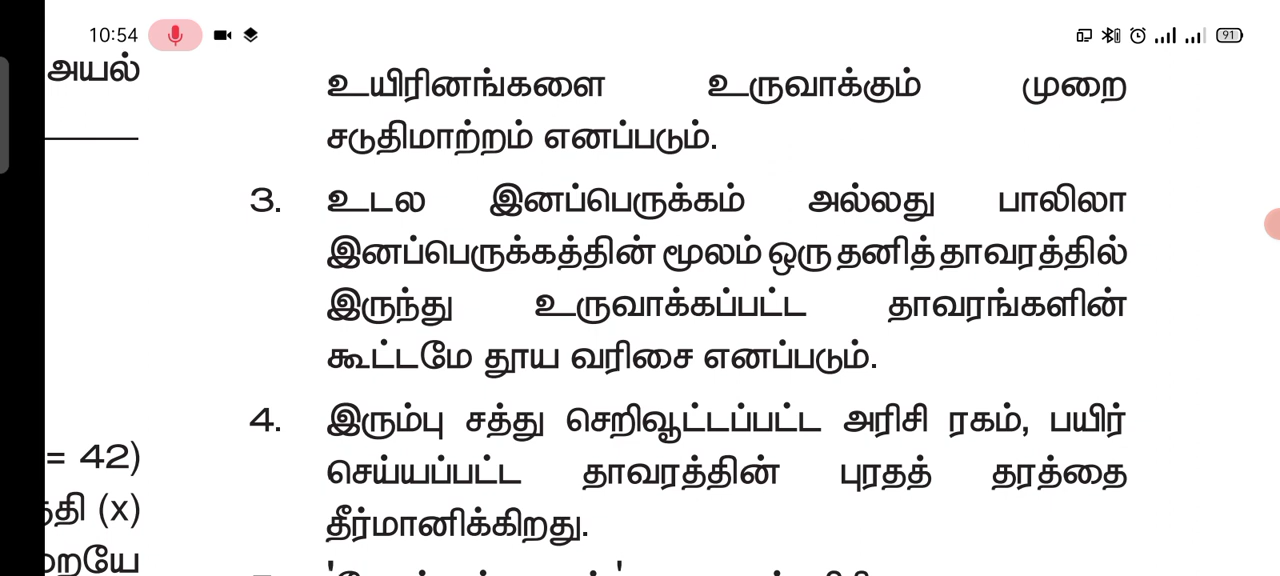 10:54
91
அயல்
உயிரினங்களை உருவாக்கும் முறை
சடுதிமாற்றம் எனப்படும்.
3. உடல இனப்பெருக்கம் அல்லது பாலிலா
இனப்பெருக்கத்தின் மூலம் ஒரு தனித்தாவரத்தில்
இருந்து உருவாக்கப்பட்ட தாவரங்களின்
கூட்டமே தூய வரிசை எனப்படும்.
4. இரும்பு சத்து செறிவூட்டப்பட்ட அரிசி ரகம், பயிர்
செய்யப்பட்ட தாவரத்தின் புரதத் தரத்தை
தீர்மானிக்கிறது.
= 42)
(x)